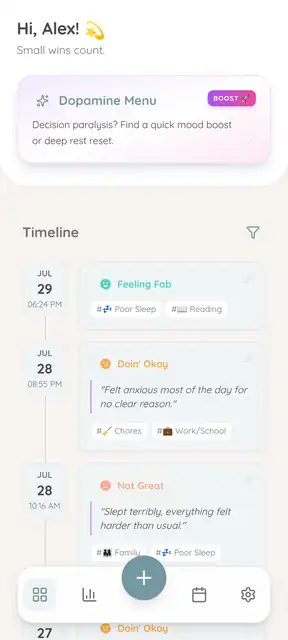 Hi, Alex! 💫
Small wins count.
Dopamine Menu
BOOST 🚀
Decision paralysis? Find a quick mood boost
or deep rest reset.
Timeline
JUL
29
06:24 PM
Feeling Fab
#💤 Poor Sleep #📖 Reading
JUL
28
08:55 PM
Doin' Okay
"Felt anxious most of the day for
no clear reason."
#🧹 Chores #💼 Work/School
JUL
28
10:16 AM
Not Great
"Slept terribly, everything felt
harder than usual."
#👨‍👩‍👧 Family #💤 Poor Sleep
27
Doin' Okay